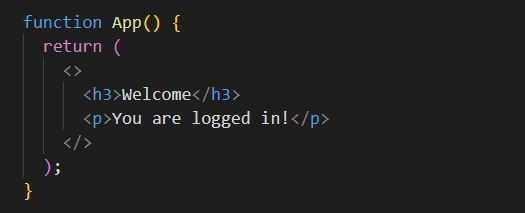 function App() {
  return (
    <>
      <h3>Welcome</h3>
      <p>You are logged in!</p>
    </>
  );
}